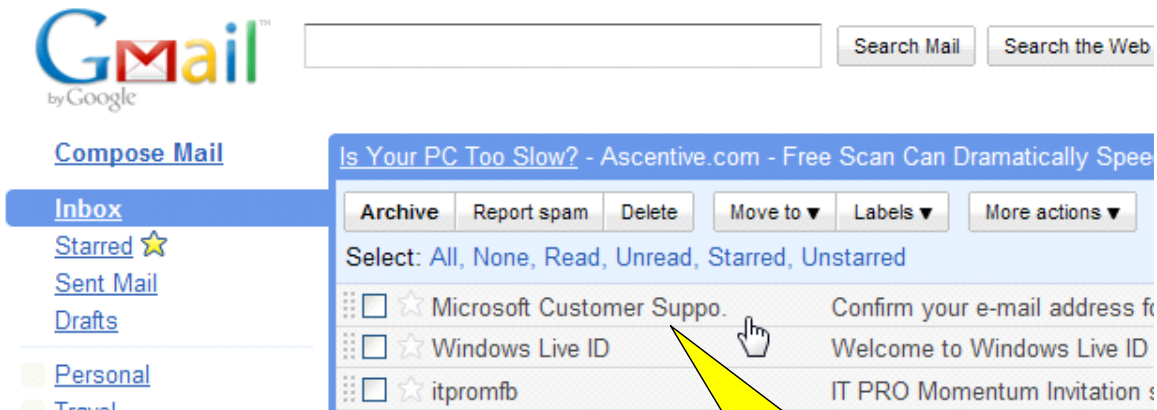 GMail™
by Google
Search Mail
Search the Web
Compose Mail
Inbox
Starred
Sent Mail
Drafts
Personal
Travel
Is Your PC Too Slow? - Ascentive.com - Free Scan Can Dramatically Spee
Archive Report spam Delete Move to ▼ Labels ▼ More actions ▼
Select: All, None, Read, Unread, Starred, Unstarred
Microsoft Customer Suppo. Confirm your e-mail address fo
Windows Live ID Welcome to Windows Live ID
itpromfb IT PRO Momentum Invitation s